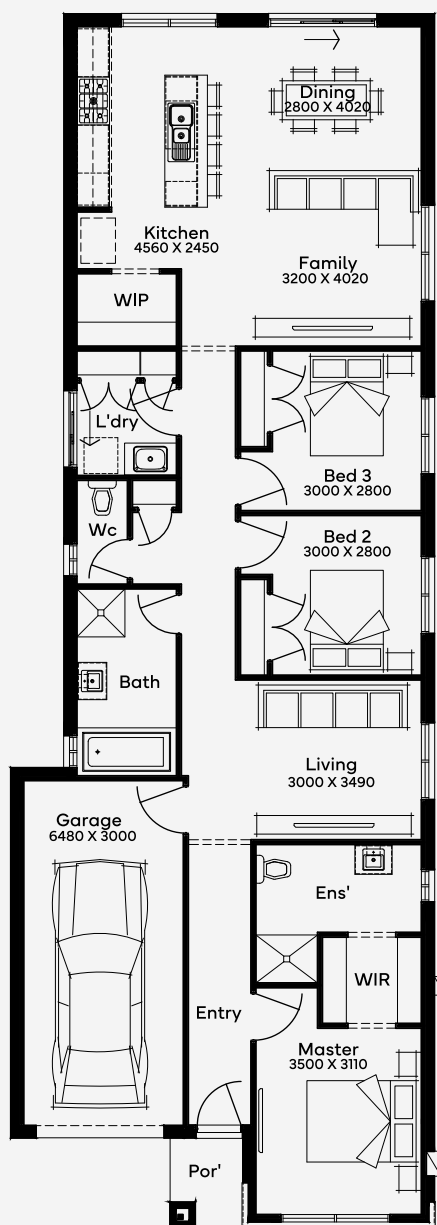 Dining
2800 X 4020
Kitchen
4560 X 2450
Family
3200 X 4020
WIP
L'dry
Bed 3
3000 X 2800
Wc
Bed 2
3000 X 2800
Bath
Living
3000 X 3490
Garage
6480 X 3000
Ens'
WIR
Entry
Master
3500 X 3110
Por'